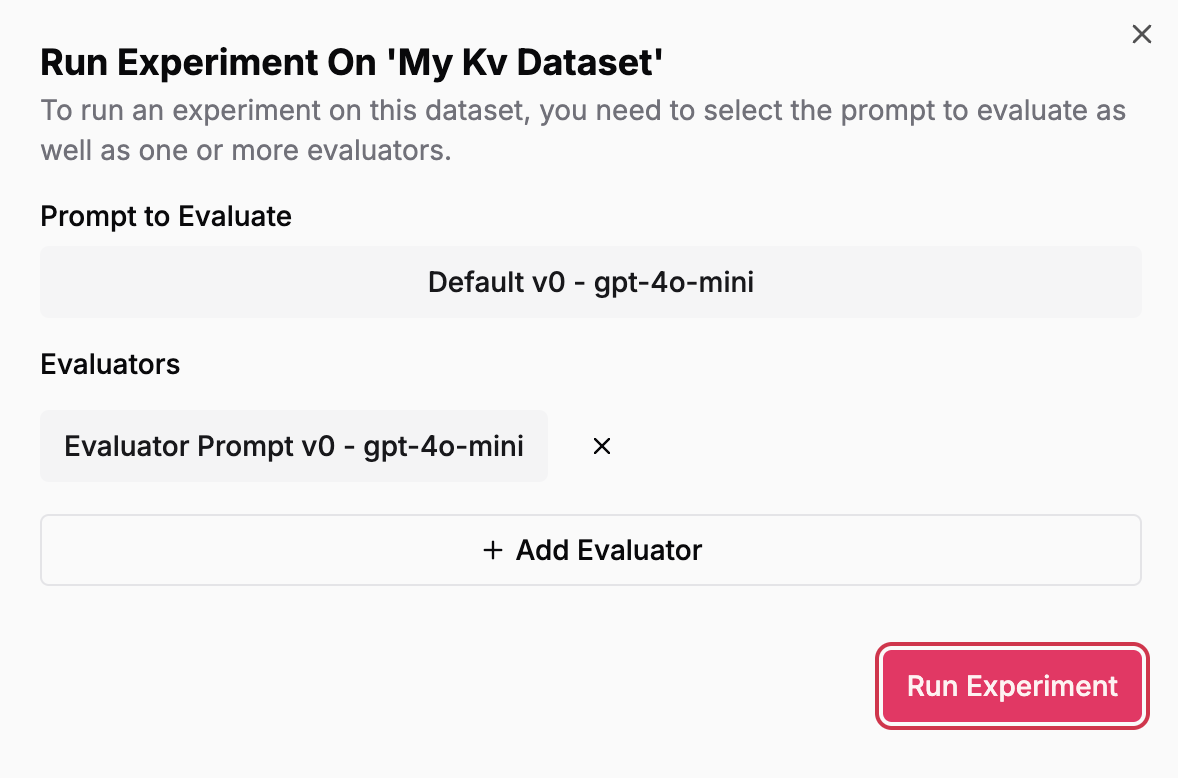 Run Experiment On 'My Kv Dataset'
To run an experiment on this dataset, you need to select the prompt to evaluate as
well as one or more evaluators.
Prompt to Evaluate
Default v0 - gpt-4o-mini
Evaluators
Evaluator Prompt v0 - gpt-4o-mini
Add Evaluator
Run Experiment